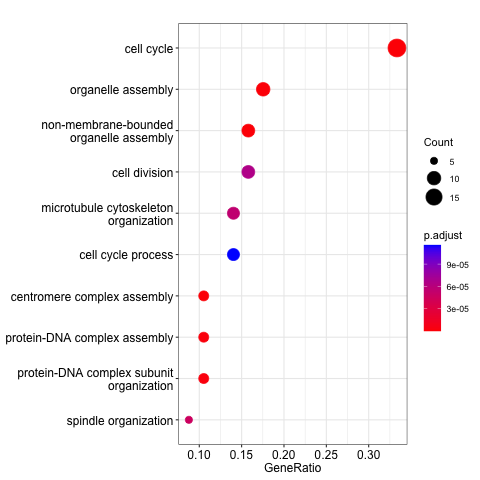 cell cycle
organelle assembly
non-membrane-bounded
organelle assembly
cell division
microtubule cytoskeleton
organization
cell cycle process
centromere complex assembly
protein-DNA complex assembly
protein-DNA complex subunit
organization
spindle organization
0.10 0.15 0.20 0.25 0.30
GeneRatio
Count
5
10
15
p.adjust
9e-05
6e-05
3e-05